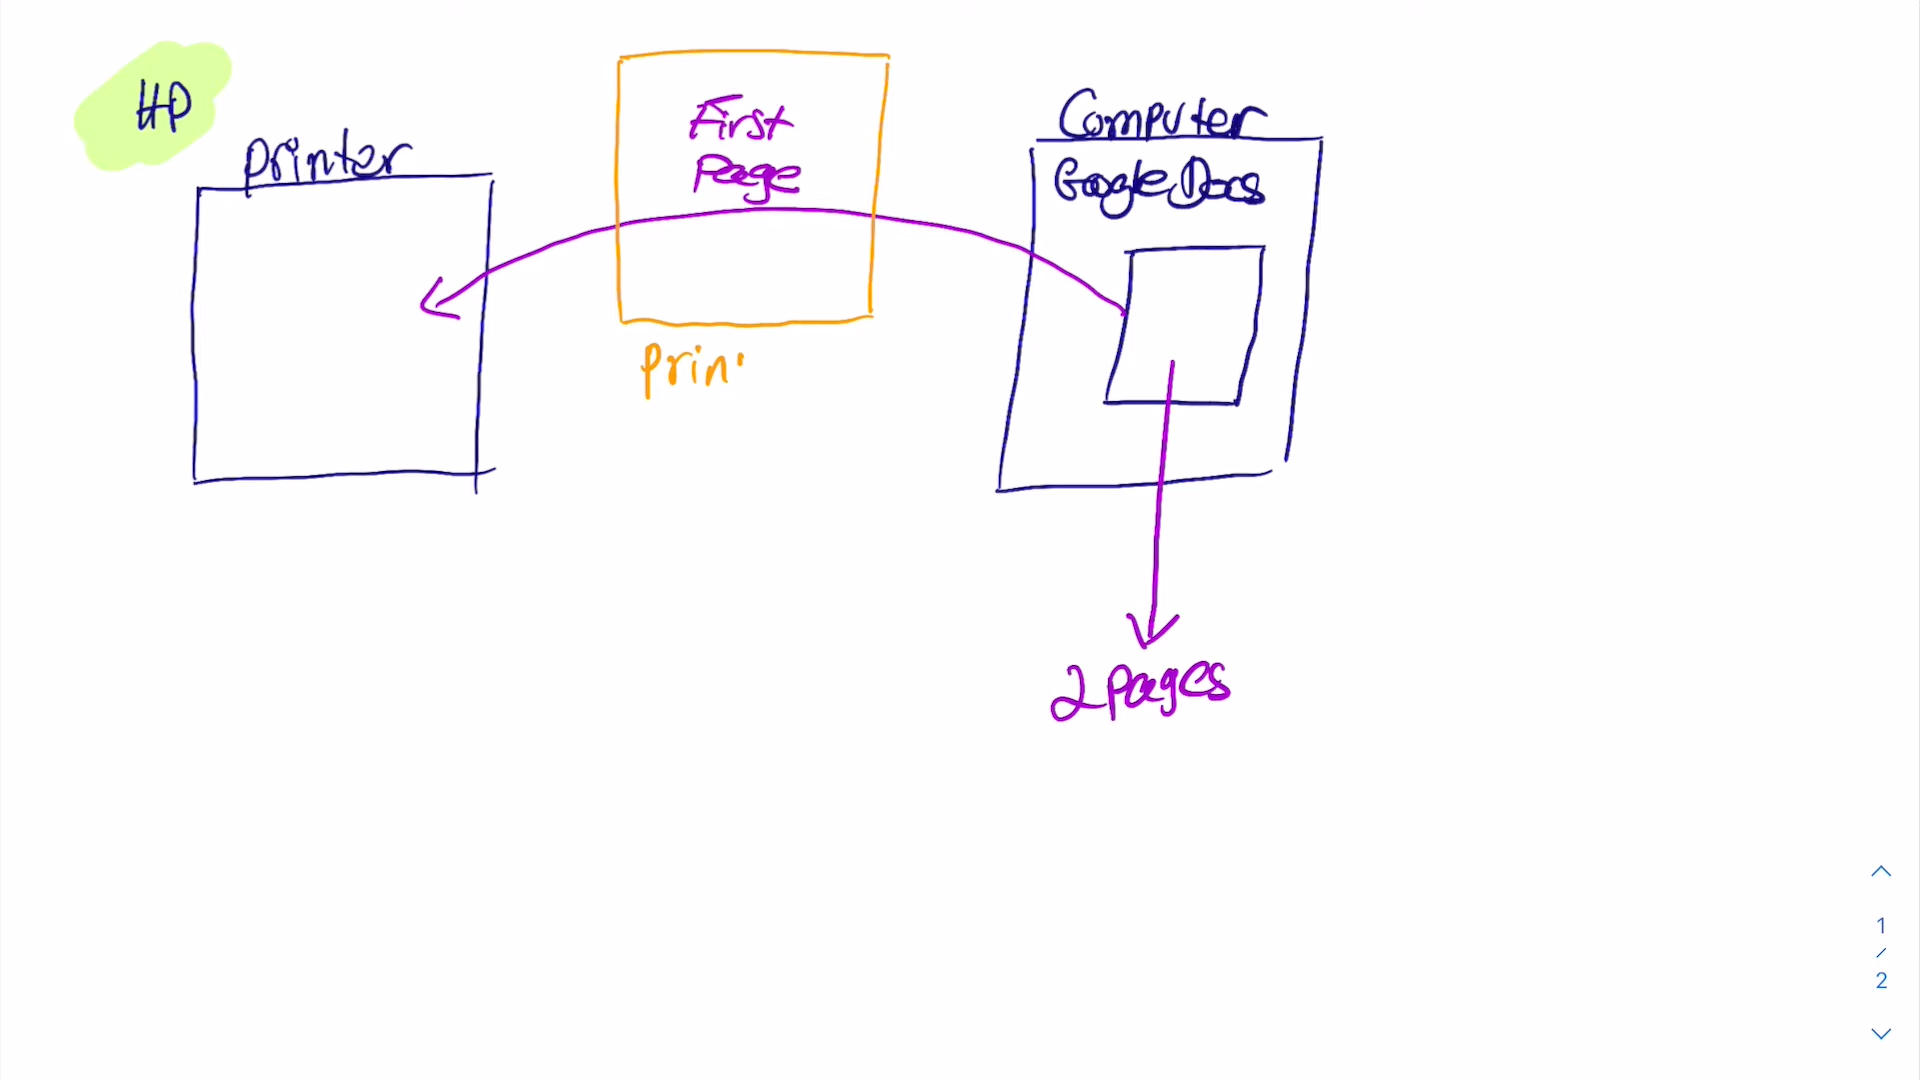 HP
printer
First
Page
Prin
Computer
Google Docs
2 Pages
1
/
2